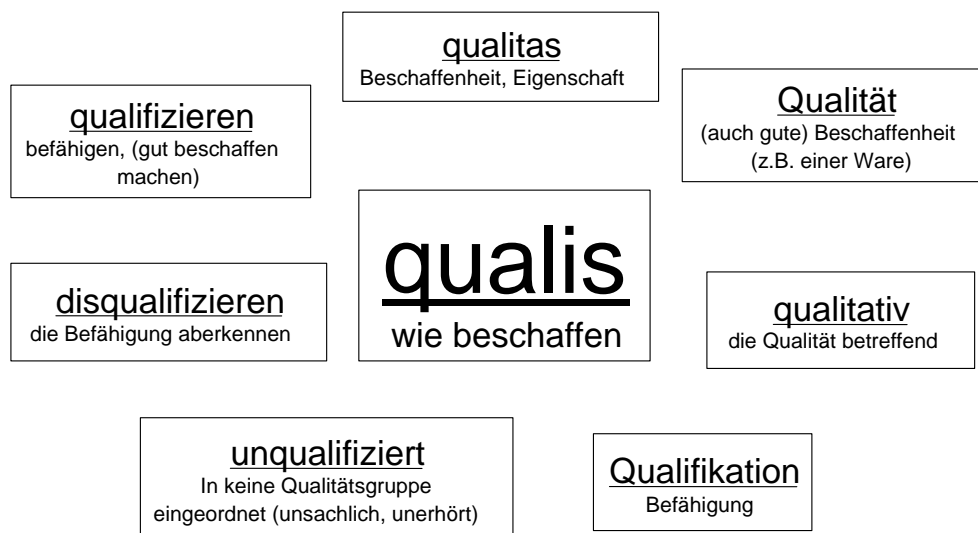 qualitas
Beschaffenheit, Eigenschaft
qualifizieren
befähigen, (gut beschaffen
machen)
Qualität
(auch gute) Beschaffenheit
(z.B. einer Ware)
qualis
wie beschaffen
disqualifizieren
die Befähigung aberkennen
qualitativ
die Qualität betreffend
unqualifiziert
In keine Qualitätsgruppe
eingeordnet (unsachlich, unerhört)
Qualifikation
Befähigung